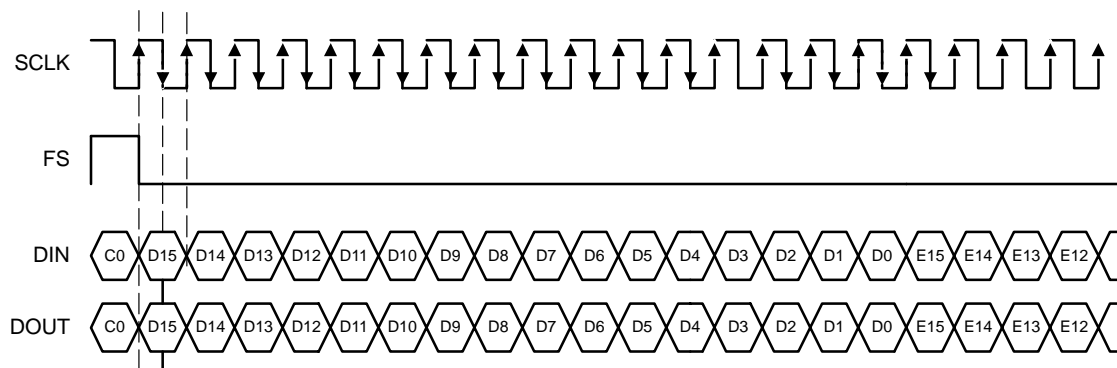 SCLK
FS
DIN C0 D15 D14 D13 D12 D11 D10 D9 D8 D7 D6 D5 D4 D3 D2 D1 D0 E15 E14 E13 E12
DOUT C0 D15 D14 D13 D12 D11 D10 D9 D8 D7 D6 D5 D4 D3 D2 D1 D0 E15 E14 E13 E12